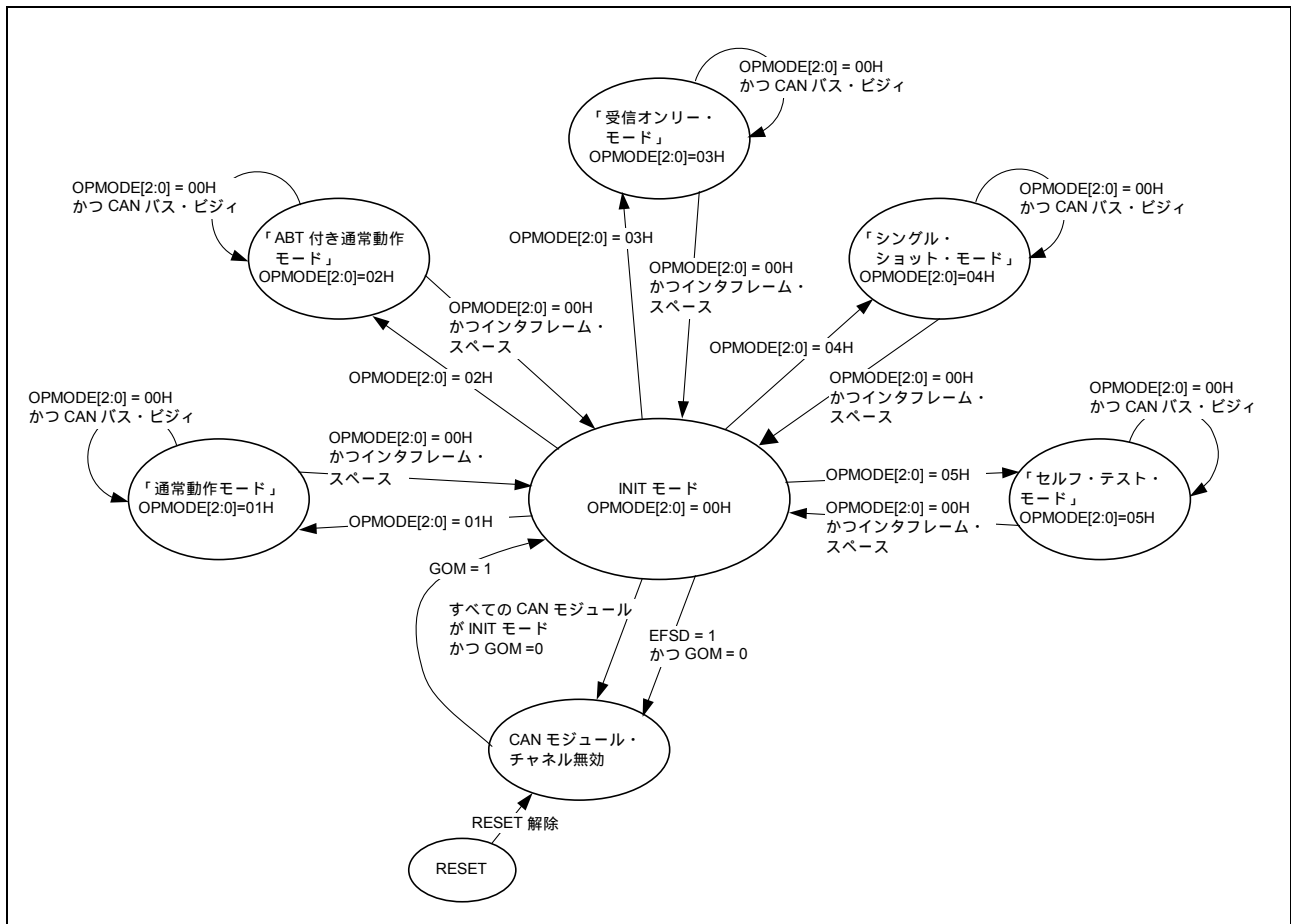 OPMODE[2:0] = 00H
かつ CAN バス・ビジィ
「受信オンリー・
モード」
OPMODE[2:0]=03H
OPMODE[2:0] = 00H
かつ CAN バス・ビジィ
「ABT 付き通常動作
モード」
OPMODE[2:0]=02H
OPMODE[2:0] = 00H
かつ CAN バス・ビジィ
「シングル・
ショット・モード」
OPMODE[2:0]=04H
OPMODE[2:0] = 03H
OPMODE[2:0] = 00H
かつインタフレーム・
スペース
OPMODE[2:0] = 00H
かつインタフレーム・
スペース
OPMODE[2:0] = 04H
OPMODE[2:0] = 02H
OPMODE[2:0] = 00H
かつインタフレーム・
スペース
OPMODE[2:0] = 00H
かつ CAN バス・ビジィ
OPMODE[2:0] = 00H
かつ CAN バス・ビジィ
OPMODE[2:0] = 00H
かつインタフレーム・
スペース
「通常動作モード」
OPMODE[2:0]=01H
INIT モード
OPMODE[2:0] = 00H
OPMODE[2:0] = 05H
「セルフ・テスト・
モード」
OPMODE[2:0]=05H
OPMODE[2:0] = 01H
OPMODE[2:0] = 00H
かつインタフレーム・
スペース
GOM = 1
すべての CAN モジュール
が INIT モード
かつ GOM =0
EFSD = 1
かつ GOM = 0
CAN モジュール・
チャネル無効
RESET 解除
RESET